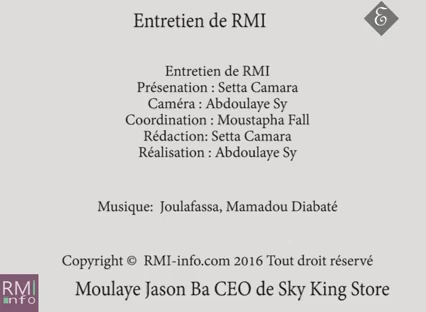 Entretien de RMI
&
Entretien de RMI
Présenation : Setta Camara
Caméra : Abdoulaye Sy
Coordination : Moustapha Fall
Rédaction: Setta Camara
Réalisation : Abdoulaye Sy
Musique: Joulafassa, Mamadou Diabaté
Copyright © RMI-info.com 2016 Tout droit réservé
RMI
info
Moulaye Jason Ba CEO de Sky King Store